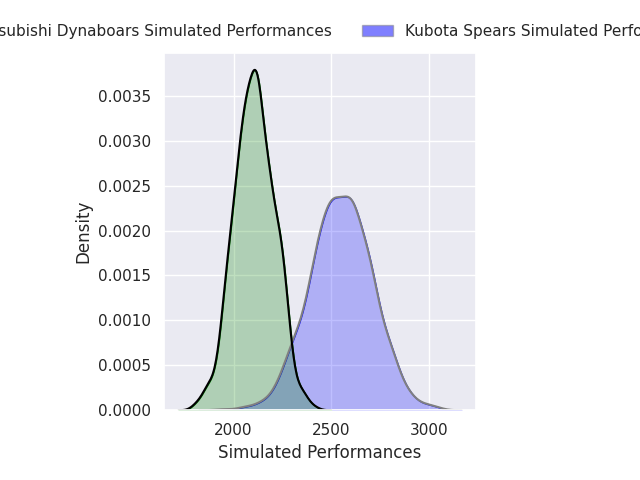 subishi Dynaboars Simulated Performances
Kubota Spears Simulated Perfo
Density
0.0035
0.0030
0.0025
0.0020
0.0015
0.0010
0.0005
0.0000
2000 2500 3000
Simulated Performances